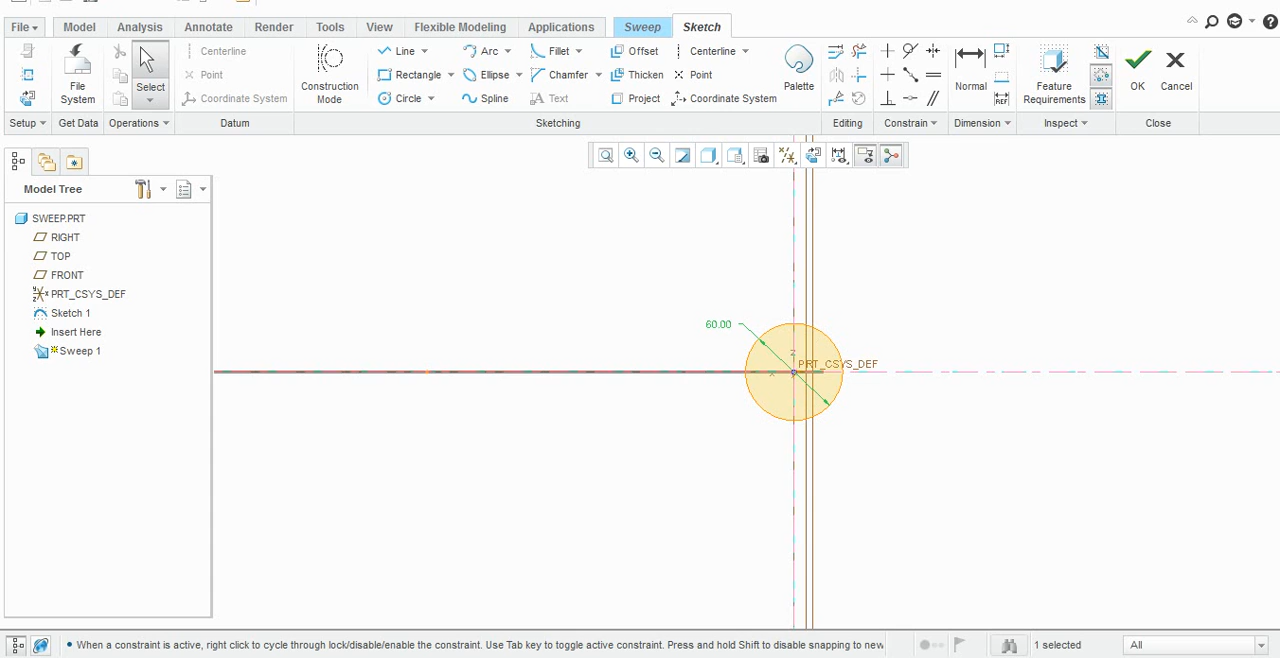 File Model Analysis Annotate Render Tools View Flexible Modeling Applications Sweep Sketch
Centerline Line Arc Fillet Offset Centerline
Point Rectangle Ellipse Chamfer Thicken Point
File System Select Construction Mode Palette Normal Feature Requirements OK Cancel
Coordinate System Circle Spline Text Project Coordinate System REF
Setup Get Data Operations Datum Sketching Editing Constrain Dimension Inspect Close
Model Tree
SWEEP.PRT
RIGHT
TOP
FRONT
PRT_CSYS_DEF
Sketch 1
Insert Here
Sweep 1
60.00
Z
PRT_CSYS_DEF
X
When a constraint is active, right click to cycle through lock/disable/enable the constraint. Use Tab key to toggle active constraint. Press and hold Shift to disable snapping to new
1 selected
All